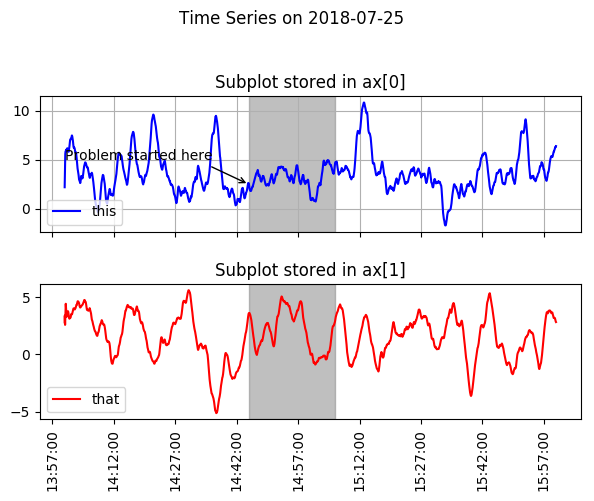 Time Series on 2018-07-25
Subplot stored in ax[0]
10
5
0
Problem started here
this
Subplot stored in ax[1]
5
0
−5
that
13:57:00
14:12:00
14:27:00
14:42:00
14:57:00
15:12:00
15:27:00
15:42:00
15:57:00